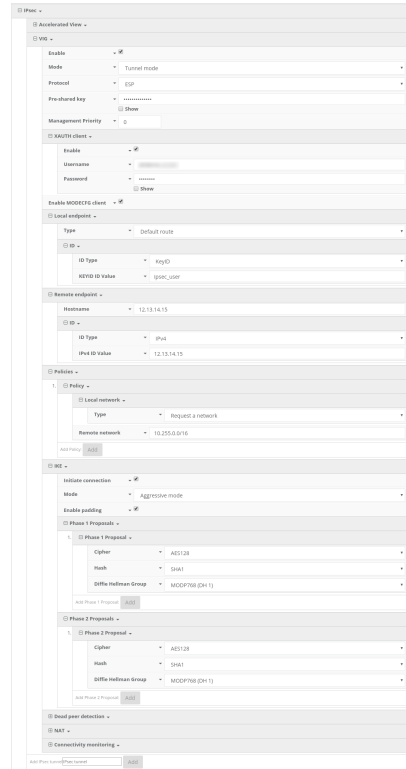 IPsec
Accelerated View
VIG
Enable
Mode Tunnel mode
Protocol ESP
Pre-shared key ••••••••••••••
Show
Management Priority 0
XAUTH client
Enable
Username
Password ••••••••
Show
Enable MODECFG client
Local endpoint
Type Default route
ID
ID Type KeyID
KEYID ID Value ipsec_user
Remote endpoint
Hostname 12.13.14.15
ID
ID Type IPv4
IPv4 ID Value 12.13.14.15
Policies
1. Policy
Local network
Type Request a network
Remote network 10.255.0.0/16
Add Policy Add
IKE
Initiate connection
Mode Aggressive mode
Enable padding
Phase 1 Proposals
1. Phase 1 Proposal
Cipher AES128
Hash SHA1
Diffie Hellman Group MODP768 (DH 1)
Add Phase 1 Proposal Add
Phase 2 Proposals
1. Phase 2 Proposal
Cipher AES128
Hash SHA1
Diffie Hellman Group MODP768 (DH 1)
Add Phase 2 Proposal Add
Dead peer detection
NAT
Connectivity monitoring
Add IPsec tunnel IPsec tunnel Add